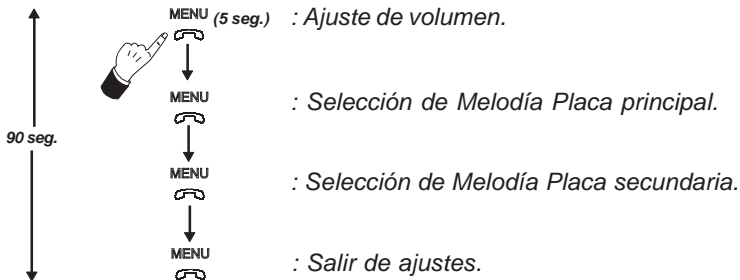 MENU (5 seg.) : Ajuste de volumen.
MENU : Selección de Melodía Placa principal.
90 seg.
MENU : Selección de Melodía Placa secundaria.
MENU : Salir de ajustes.